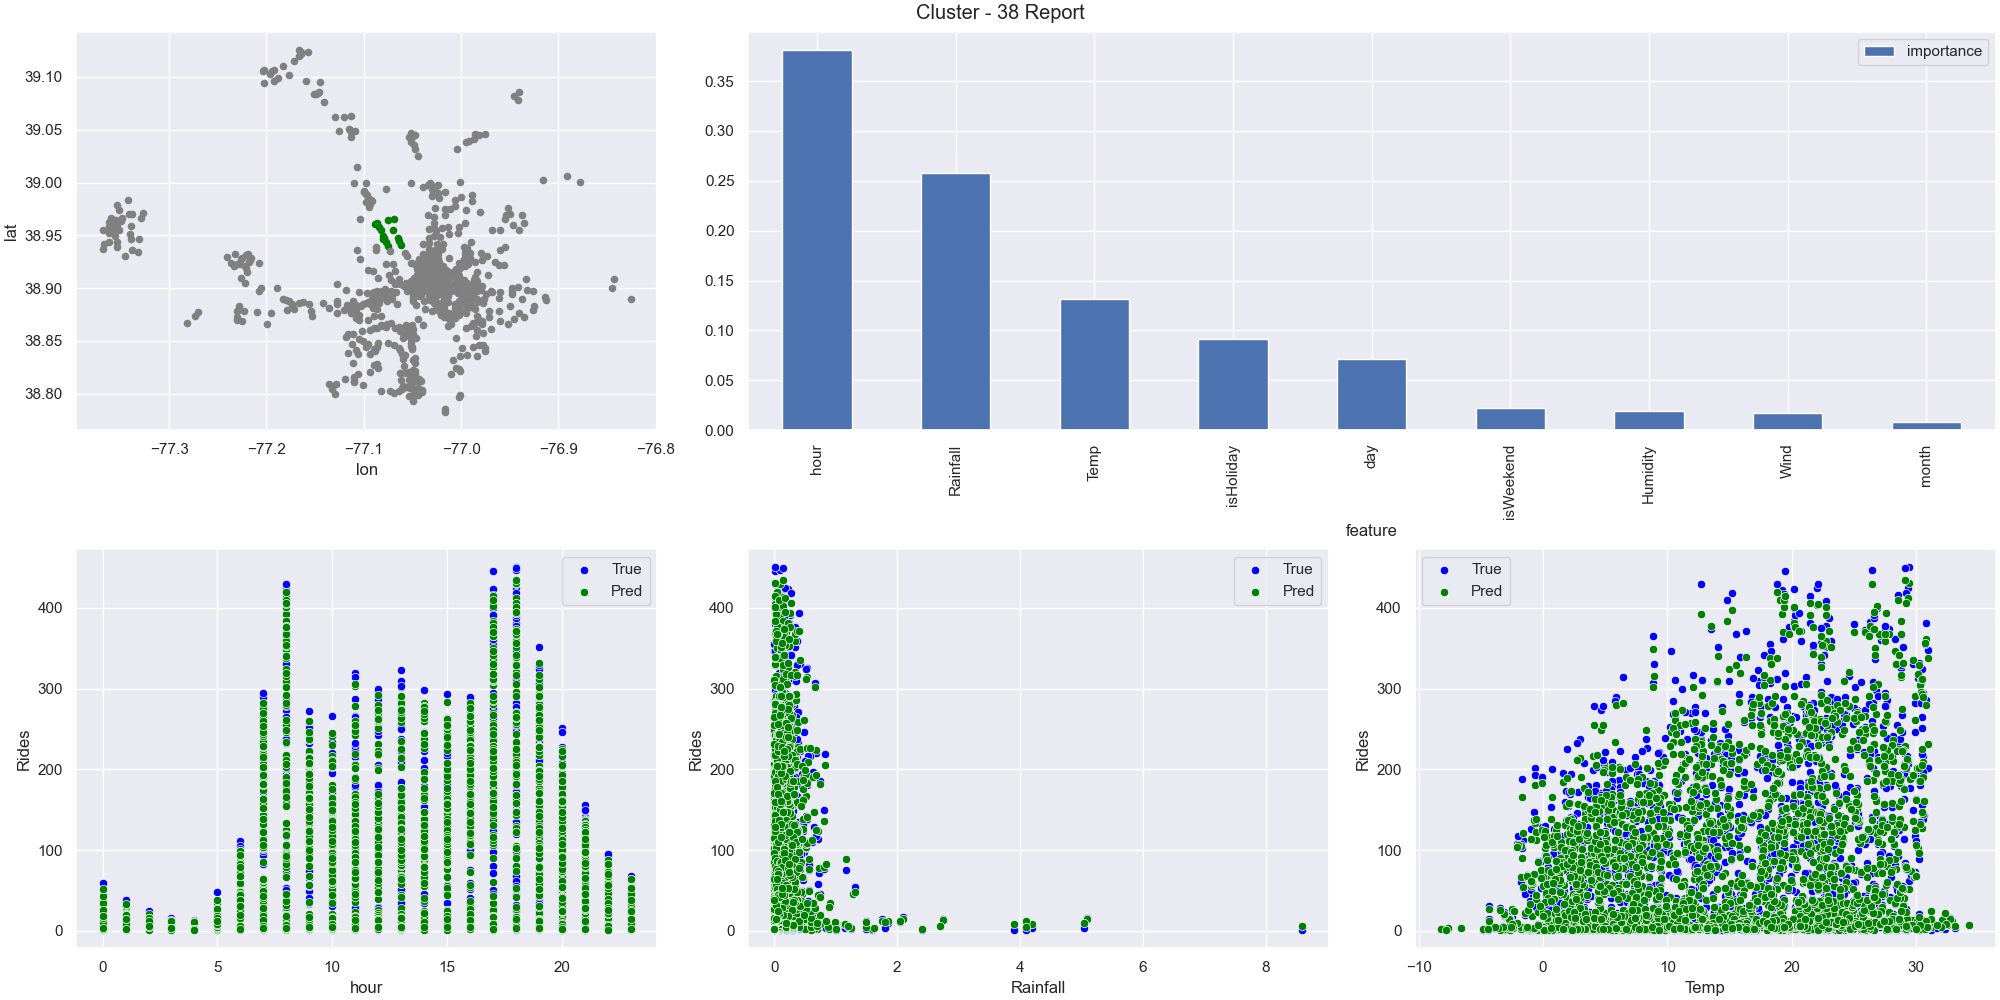 Cluster - 38 Report
39.10
39.05
39.00
38.95
38.90
38.85
38.80
lat
−77.3
−77.2
−77.1
−77.0
−76.9
−76.8
lon
importance
0.35
0.30
0.25
0.20
0.15
0.10
0.05
0.00
hour
Rainfall
Temp
isHoliday
day
isWeekend
Humidity
Wind
month
feature
True
Pred
400
300
200
100
0
Rides
0
5
10
15
20
hour
True
Pred
400
300
200
100
0
Rides
0
2
4
6
8
Rainfall
True
Pred
400
300
200
100
0
Rides
−10
0
10
20
30
Temp